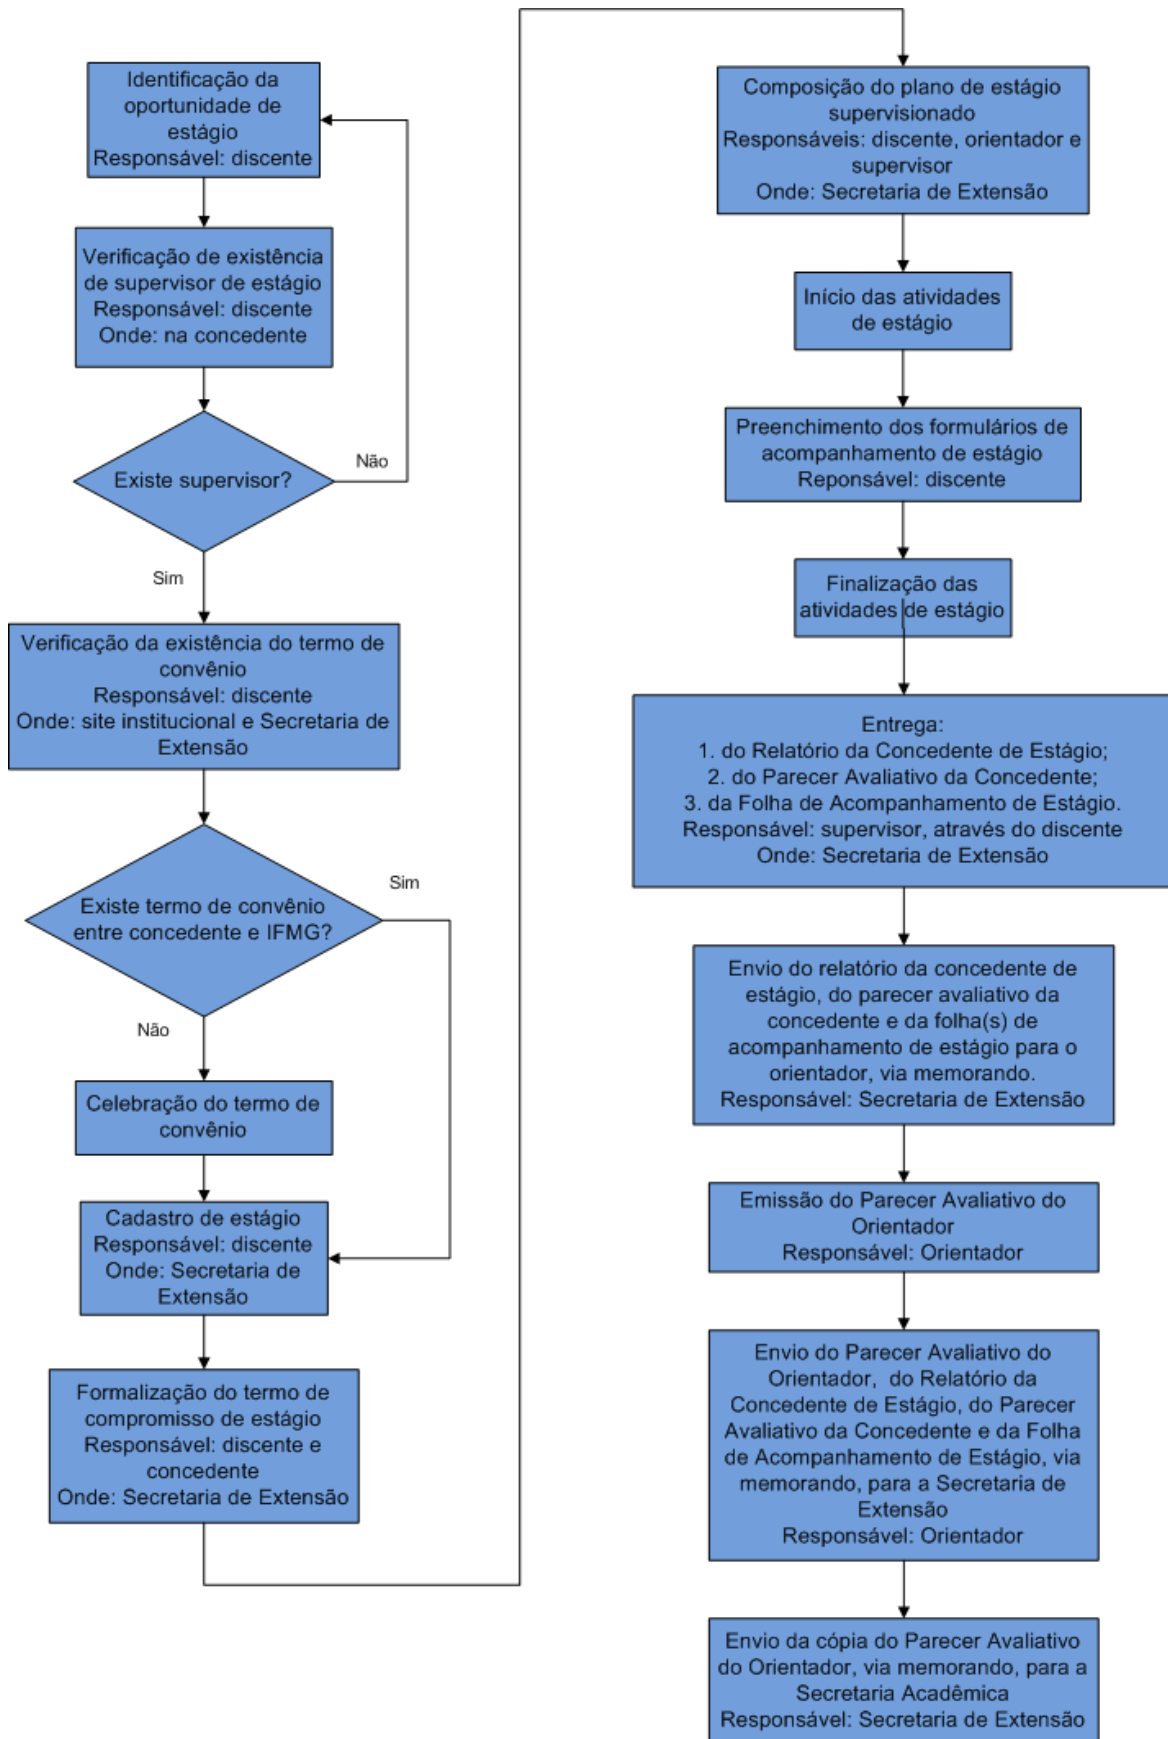 Identificação da
oportunidade de
estágio
Responsável: discente
Verificação de existência
de supervisor de estágio
Responsável: discente
Onde: na concedente
Existe supervisor?
Não
Sim
Verificação da existência do termo de
convênio
Responsável: discente
Onde: site institucional e Secretaria de
Extensão
Existe termo de convênio
entre concedente e IFMG?
Sim
Não
Celebração do termo de
convênio
Cadastro de estágio
Responsável: discente
Onde: Secretaria de
Extensão
Formalização do termo de
compromisso de estágio
Responsável: discente e
concedente
Onde: Secretaria de Extensão
Composição do plano de estágio
supervisionado
Responsáveis: discente, orientador e
supervisor
Onde: Secretaria de Extensão
Início das atividades
de estágio
Preenchimento dos formulários de
acompanhamento de estágio
Reponsável: discente
Finalização das
atividades de estágio
Entrega:
1. do Relatório da Concedente de Estágio;
2. do Parecer Avaliativo da Concedente;
3. da Folha de Acompanhamento de Estágio.
Responsável: supervisor, através do discente
Onde: Secretaria de Extensão
Envio do relatório da concedente de
estágio, do parecer avaliativo da
concedente e da folha(s) de
acompanhamento de estágio para o
orientador, via memorando.
Responsável: Secretaria de Extensão
Emissão do Parecer Avaliativo do
Orientador
Responsável: Orientador
Envio do Parecer Avaliativo do
Orientador, do Relatório da
Concedente de Estágio, do Parecer
Avaliativo da Concedente e da Folha
de Acompanhamento de Estágio, via
memorando, para a Secretaria de
Extensão
Responsável: Orientador
Envio da cópia do Parecer Avaliativo
do Orientador, via memorando, para a
Secretaria Acadêmica
Responsável: Secretaria de Extensão